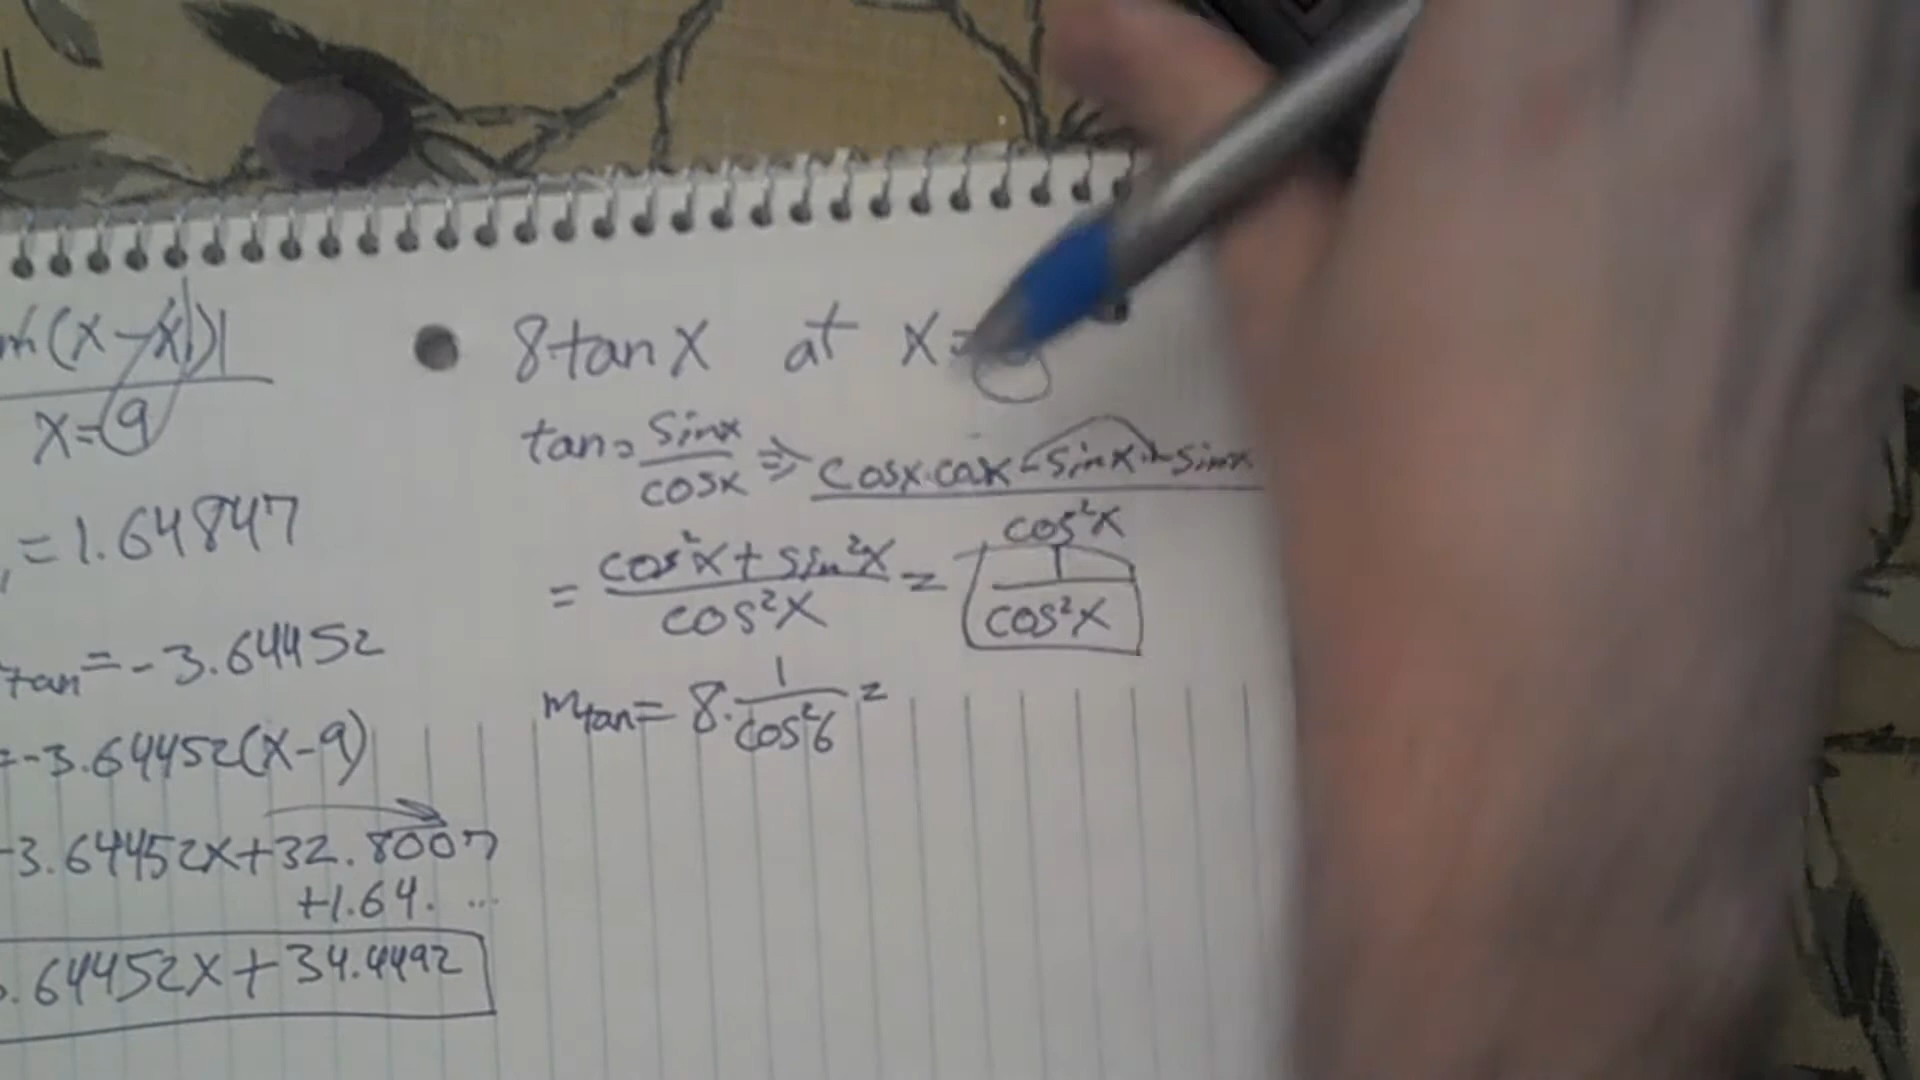 (x-x1)
x=9
=1.64847
tan=-3.64452
=-3.64452(x-9)
-3.64452x+32.8007
+1.64. ...
.64452x+34.4492
8tanx at x=
tan= sinx/cosx ⇒ cosx·cosx-sinx·-sinx
cos²x
= cos²x+sin²x/cos²x = 1/cos²x
mtan= 8·1/cos²6 =